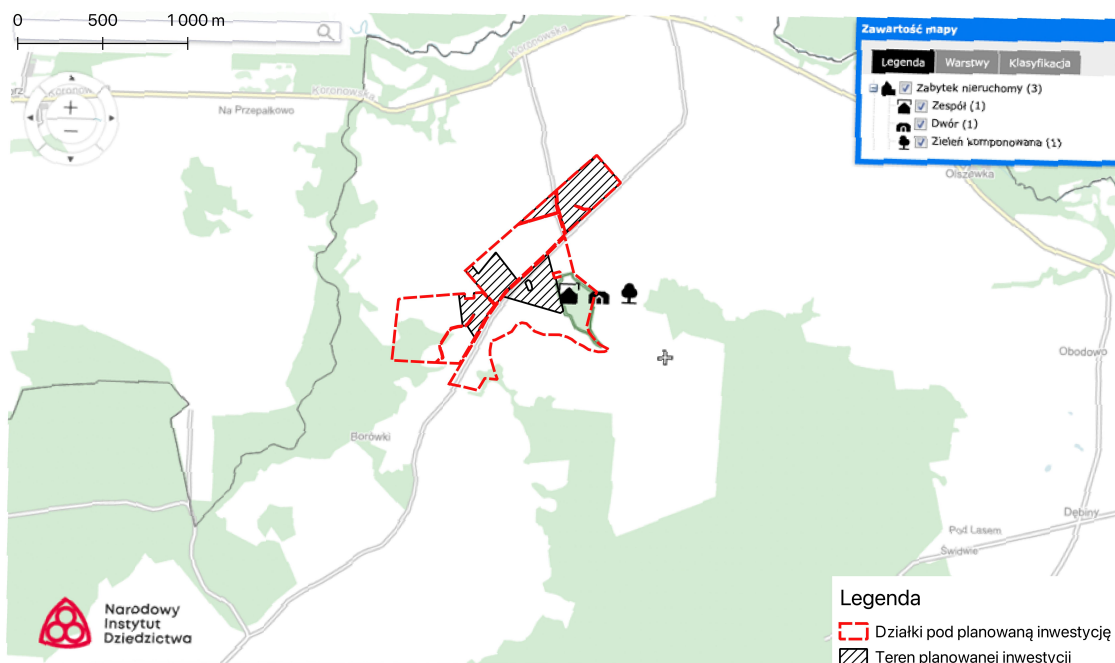 0 500 1 000 m
Zawartość mapy
Legenda Warstwy Klasyfikacja
Zabytek nieruchomy (3)
Zespół (1)
Dwór (1)
Zieleń komponowana (1)
Koronowska
Koronowska
Na Przepałkowo
Olszewka
Obodowo
Borówki
Dębiny
Pod Lasem
Świdwie
Narodowy
Instytut
Dziedzictwa
Legenda
Działki pod planowaną inwestycję
Teren planowanej inwestycji